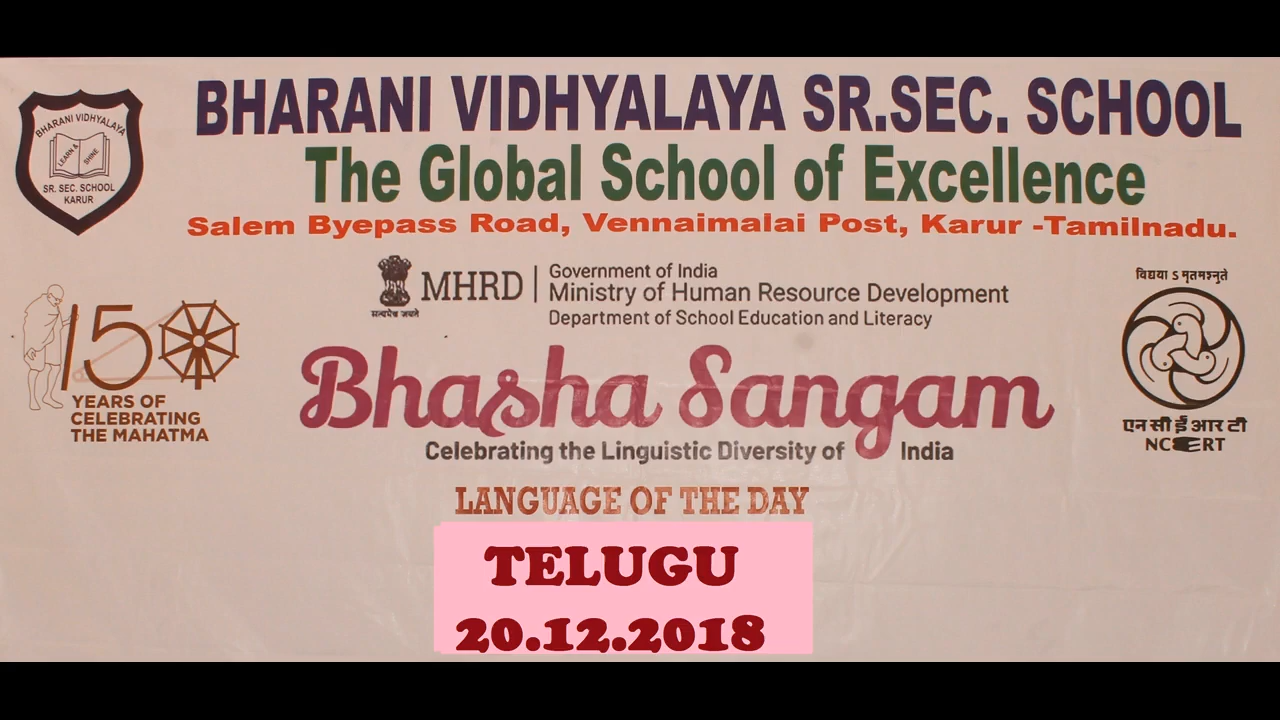 BHARANI VIDHYALAYA SR.SEC. SCHOOL
The Global School of Excellence
Salem Byepass Road, Vennaimalai Post, Karur -Tamilnadu.
BHARANI VIDHYALAYA
LEARN & SHINE
SR. SEC. SCHOOL
KARUR
सत्यमेव जयते
MHRD
Government of India
Ministry of Human Resource Development
Department of School Education and Literacy
150
YEARS OF
CELEBRATING
THE MAHATMA
Bhasha Sangam
Celebrating the Linguistic Diversity of India
विद्यया ऽ मृतमश्नुते
एन सी ई आर टी
NCERT
LANGUAGE OF THE DAY
TELUGU
20.12.2018